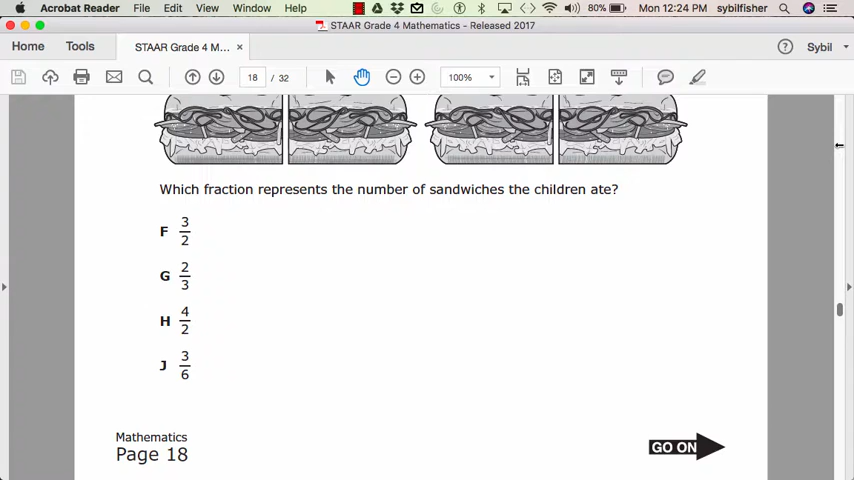 Acrobat Reader File Edit View Window Help 80% Mon 12:24 PM sybilfisher
STAAR Grade 4 Mathematics - Released 2017
Home Tools STAAR Grade 4 M... × ? Sybil
18 / 32 100%
Which fraction represents the number of sandwiches the children ate?
F 3/2
G 2/3
H 4/2
J 3/6
Mathematics
Page 18
GO ON